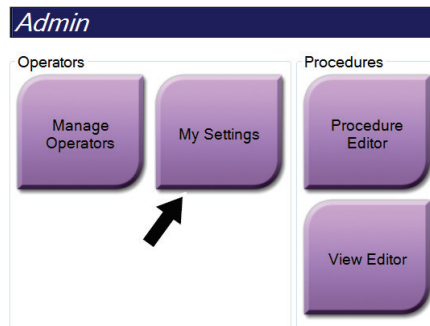 Admin
Operators
Procedures
Manage
Operators
My Settings
Procedure
Editor
View Editor